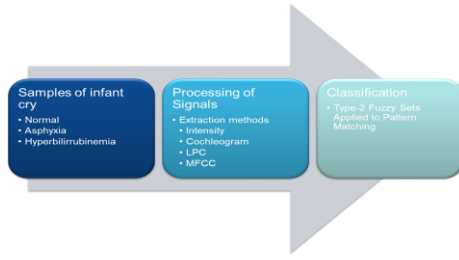 Samples of infant
cry
• Normal
• Asphyxia
• Hyperbilirrubinemia
Processing of
Signals
• Extraction methods
• Intensity
• Cochleogram
• LPC
• MFCC
Classification
• Type-2 Fuzzy Sets
Applied to Pattern
Matching